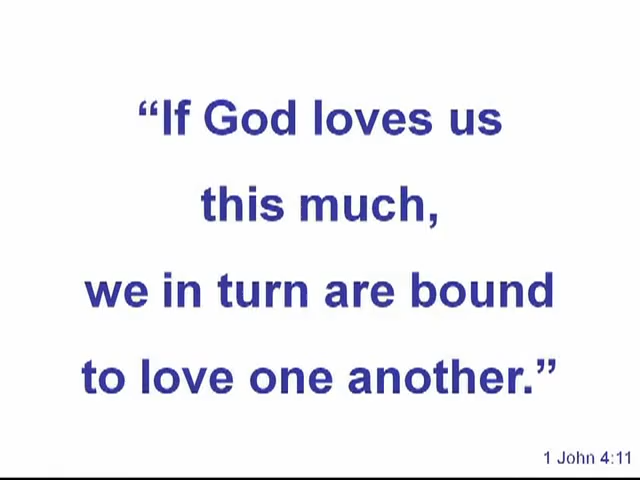 “If God loves us
this much,
we in turn are bound
to love one another.”
1 John 4:11